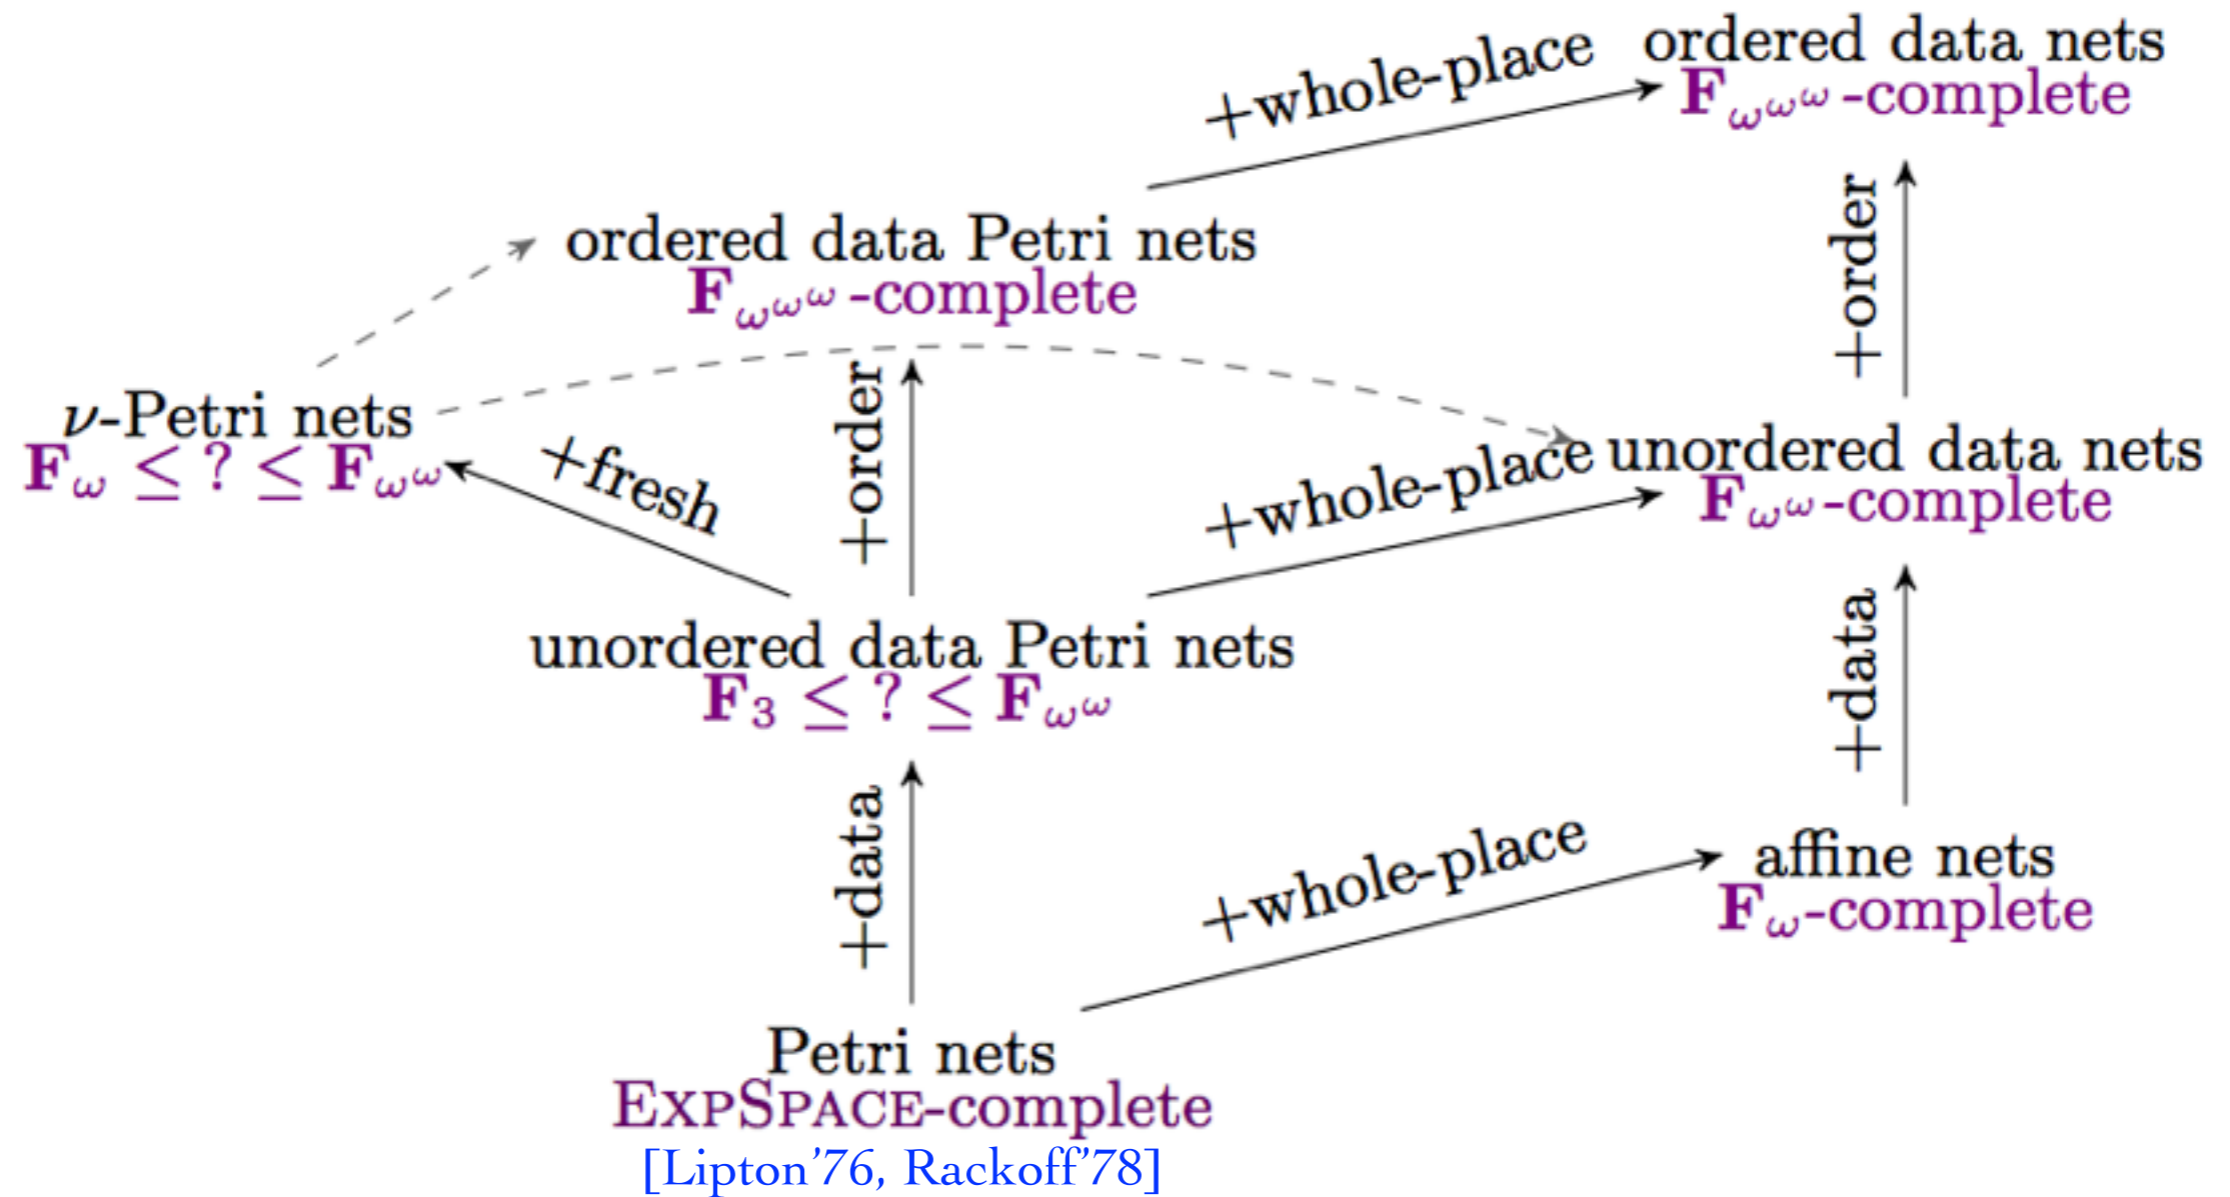 +whole-place
ordered data nets
F_{ω^{ω^ω}}-complete
ordered data Petri nets
F_{ω^{ω^ω}}-complete
+order
ν-Petri nets
F_ω ≤ ? ≤ F_{ω^ω}
+fresh
+order
+whole-place
unordered data nets
F_{ω^ω}-complete
unordered data Petri nets
F_3 ≤ ? ≤ F_{ω^ω}
+data
+data
+whole-place
affine nets
F_ω-complete
Petri nets
EXPSPACE-complete
[Lipton'76, Rackoff'78]